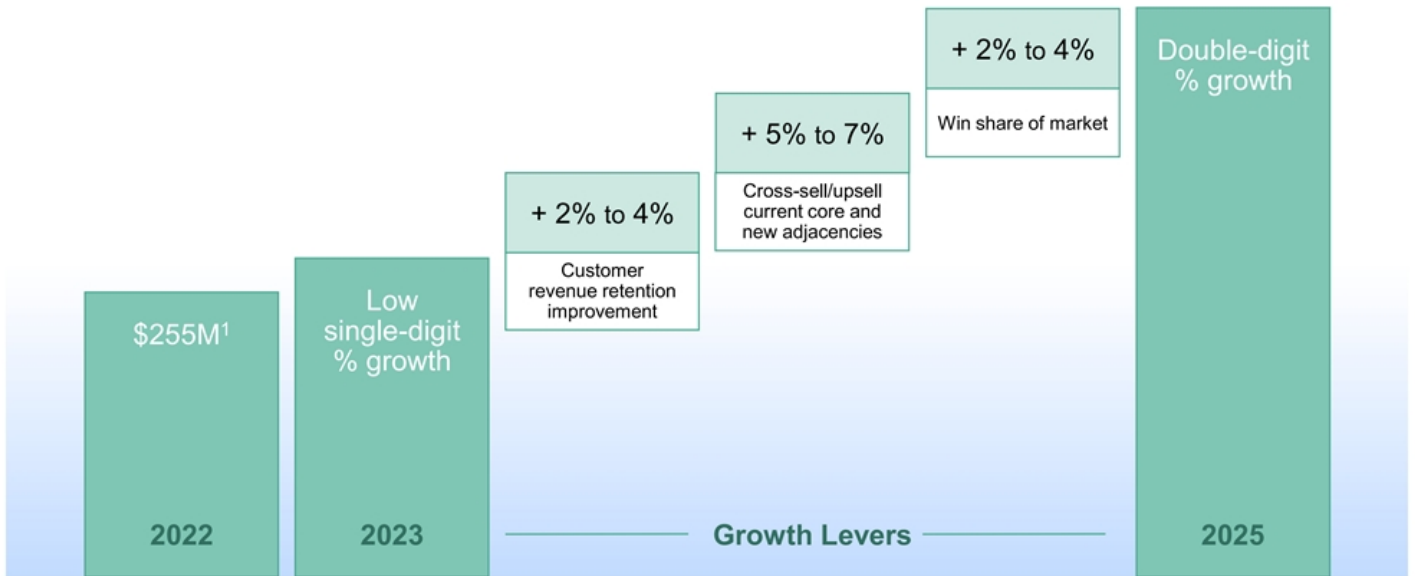 $255M¹
2022
Low
single-digit
% growth
2023
+ 2% to 4%
Customer
revenue retention
improvement
+ 5% to 7%
Cross-sell/upsell
current core and
new adjacencies
+ 2% to 4%
Win share of market
Growth Levers
Double-digit
% growth
2025